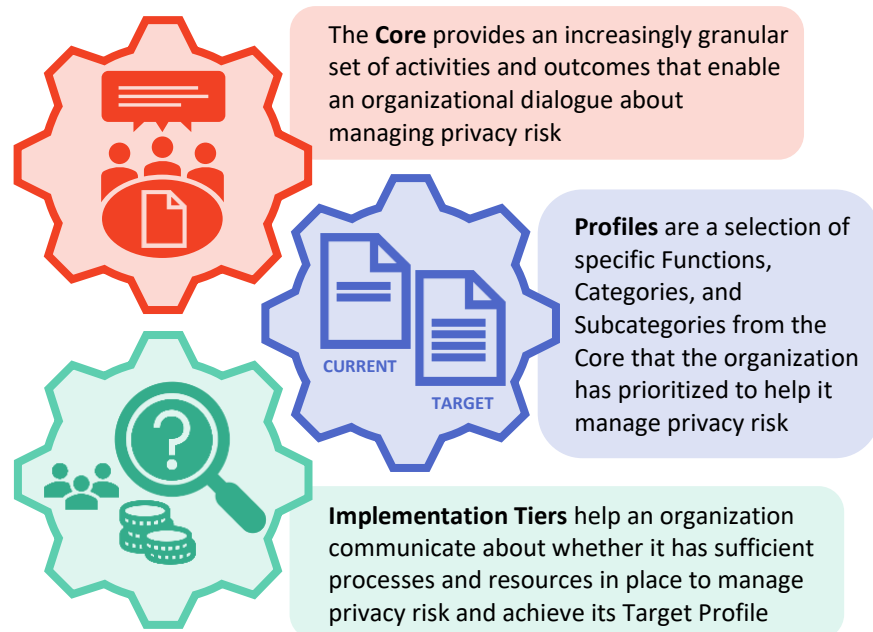 The Core provides an increasingly granular
set of activities and outcomes that enable
an organizational dialogue about
managing privacy risk
CURRENT
TARGET
Profiles are a selection of
specific Functions,
Categories, and
Subcategories from the
Core that the organization
has prioritized to help it
manage privacy risk
?
Implementation Tiers help an organization
communicate about whether it has sufficient
processes and resources in place to manage
privacy risk and achieve its Target Profile